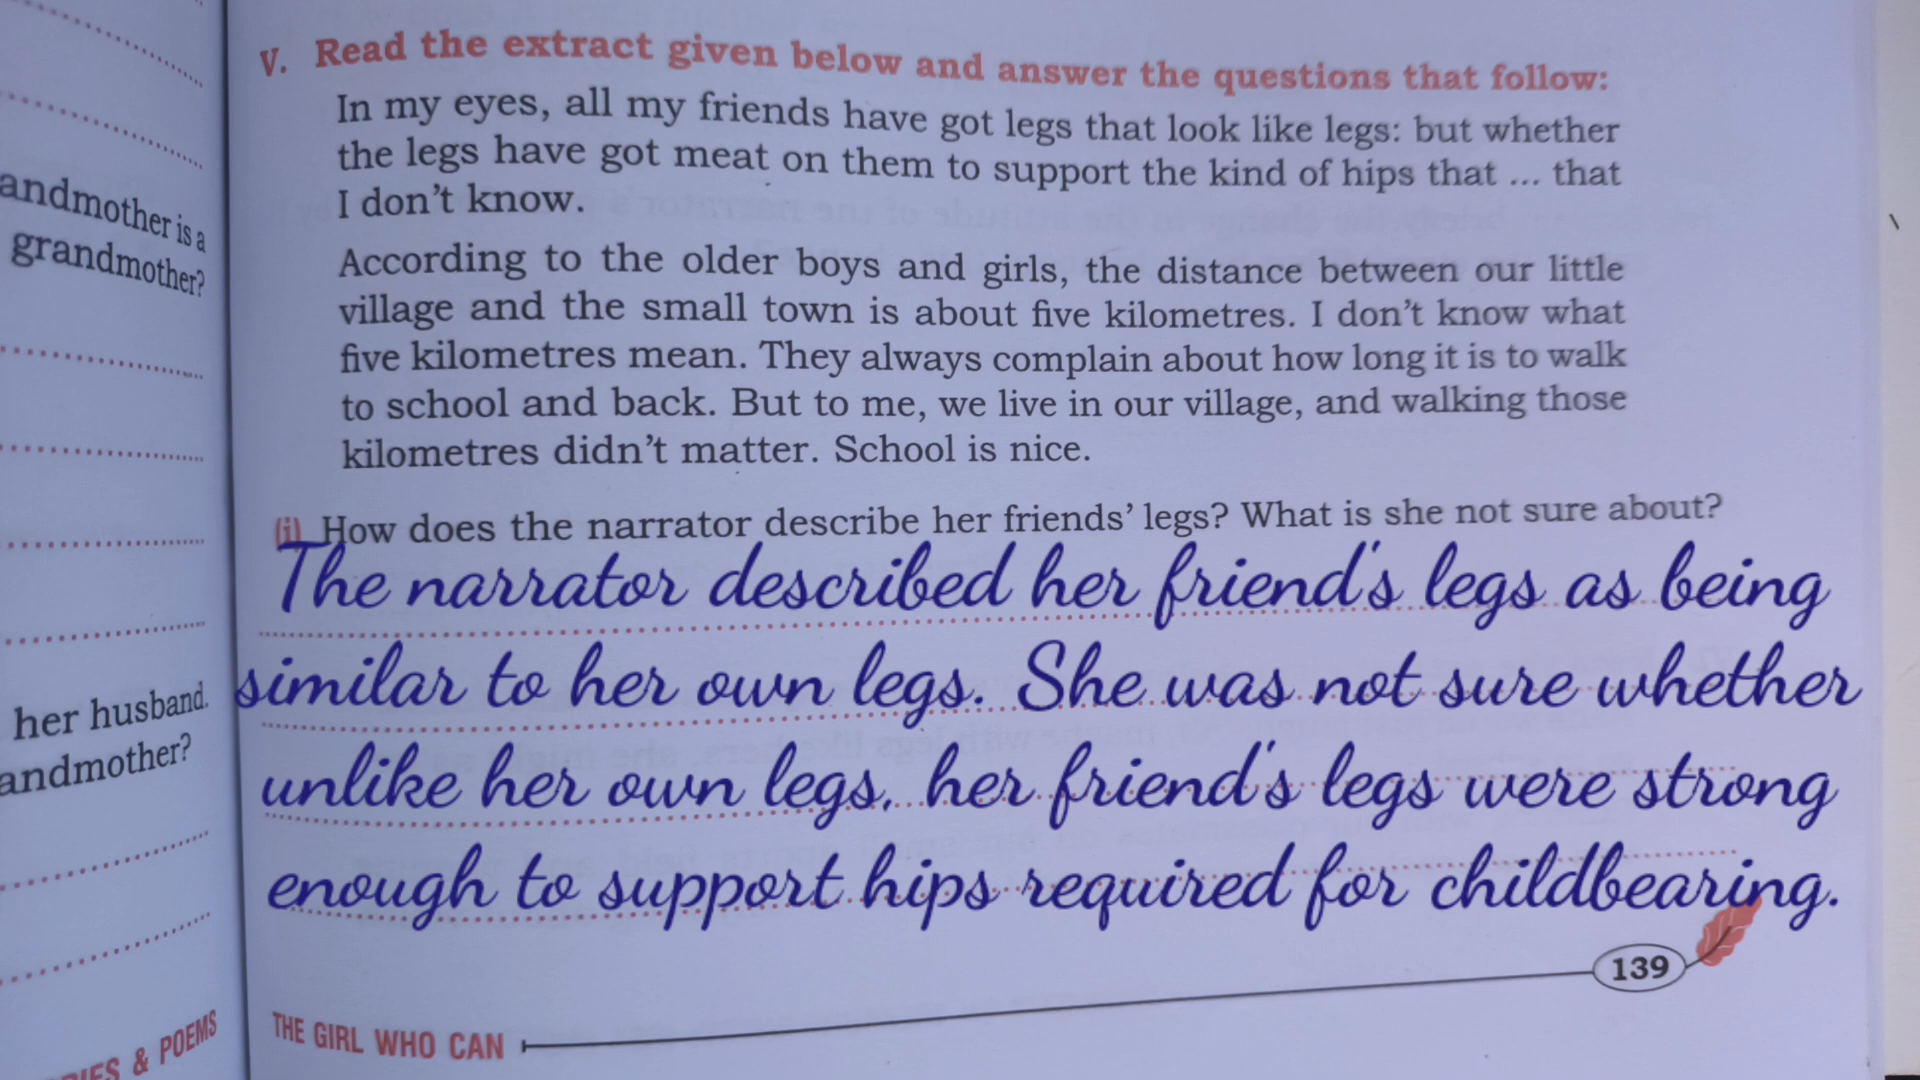 andmother is a
grandmother?
her husband.
andmother?
& POEMS
V. Read the extract given below and answer the questions that follow:
In my eyes, all my friends have got legs that look like legs: but whether
the legs have got meat on them to support the kind of hips that ... that
I don't know.
According to the older boys and girls, the distance between our little
village and the small town is about five kilometres. I don't know what
five kilometres mean. They always complain about how long it is to walk
to school and back. But to me, we live in our village, and walking those
kilometres didn't matter. School is nice.
(i) How does the narrator describe her friends' legs? What is she not sure about?
The narrator described her friend's legs as being
similar to her own legs. She was not sure whether
unlike her own legs, her friend's legs were strong
enough to support hips required for childbearing.
139
THE GIRL WHO CAN